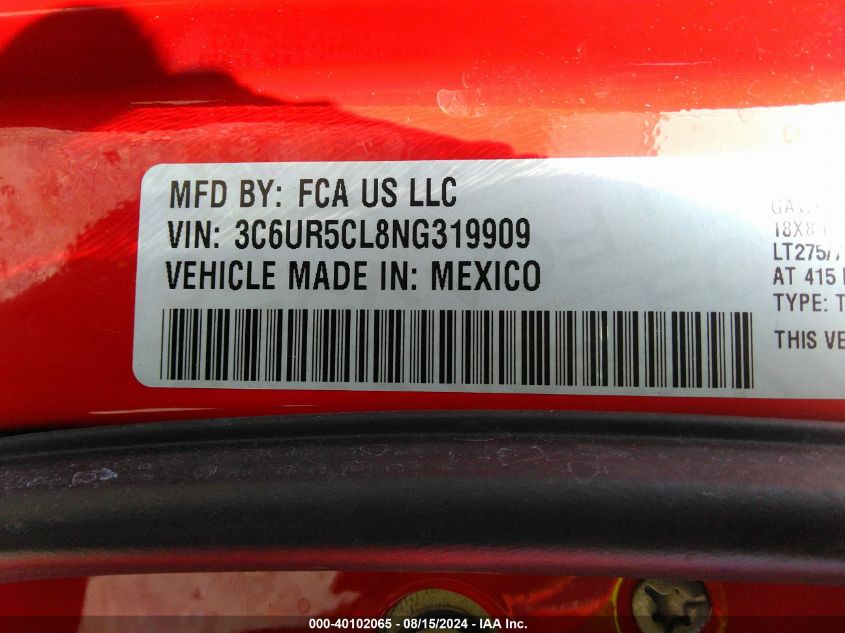 MFD BY: FCA US LLC
VIN: 3C6UR5CL8NG319909
VEHICLE MADE IN: MEXICO
18X8
LT275/
AT 415
TYPE: T
THIS VE
000-40102065 - 08/15/2024 - IAA Inc.